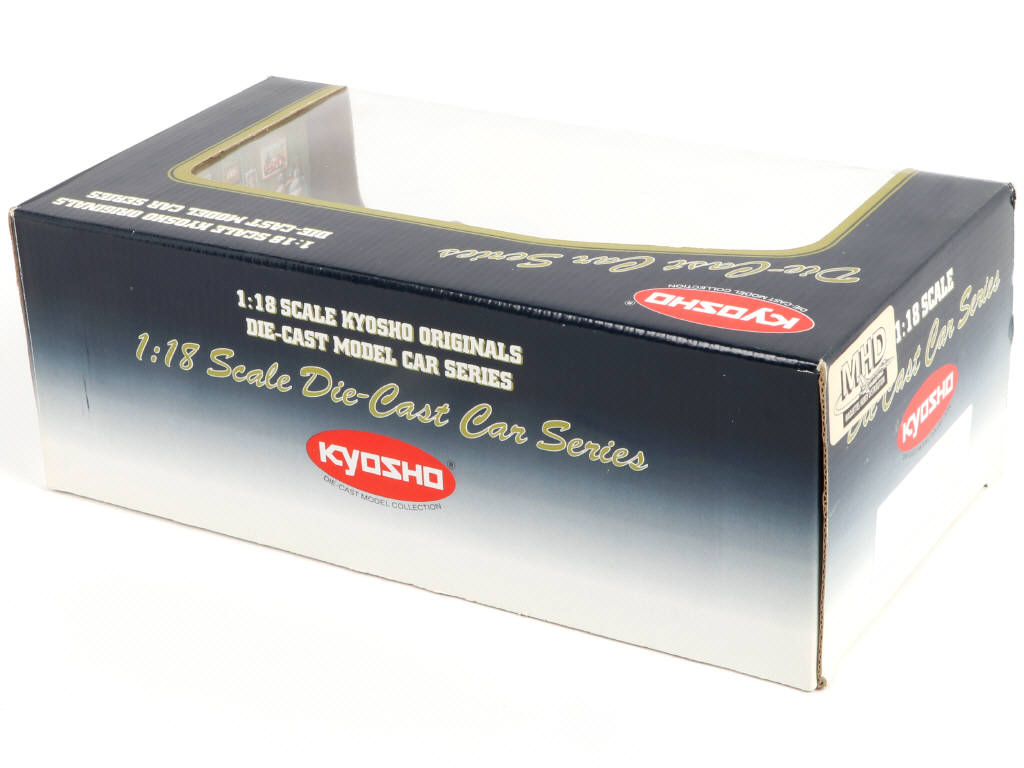 1:18 SCALE KYOSHO ORIGINALS
DIE-CAST MODEL CAR SERIES
Die-Cast Car Series
KYOSHO
DIE-CAST MODEL COLLECTION
1:18 SCALE KYOSHO ORIGINALS
DIE-CAST MODEL CAR SERIES
1:18 Scale Die-Cast Car Series
KYOSHO®
DIE-CAST MODEL COLLECTION
1:18 SCALE
MHD
Die-Cast Car Series
KYOSHO